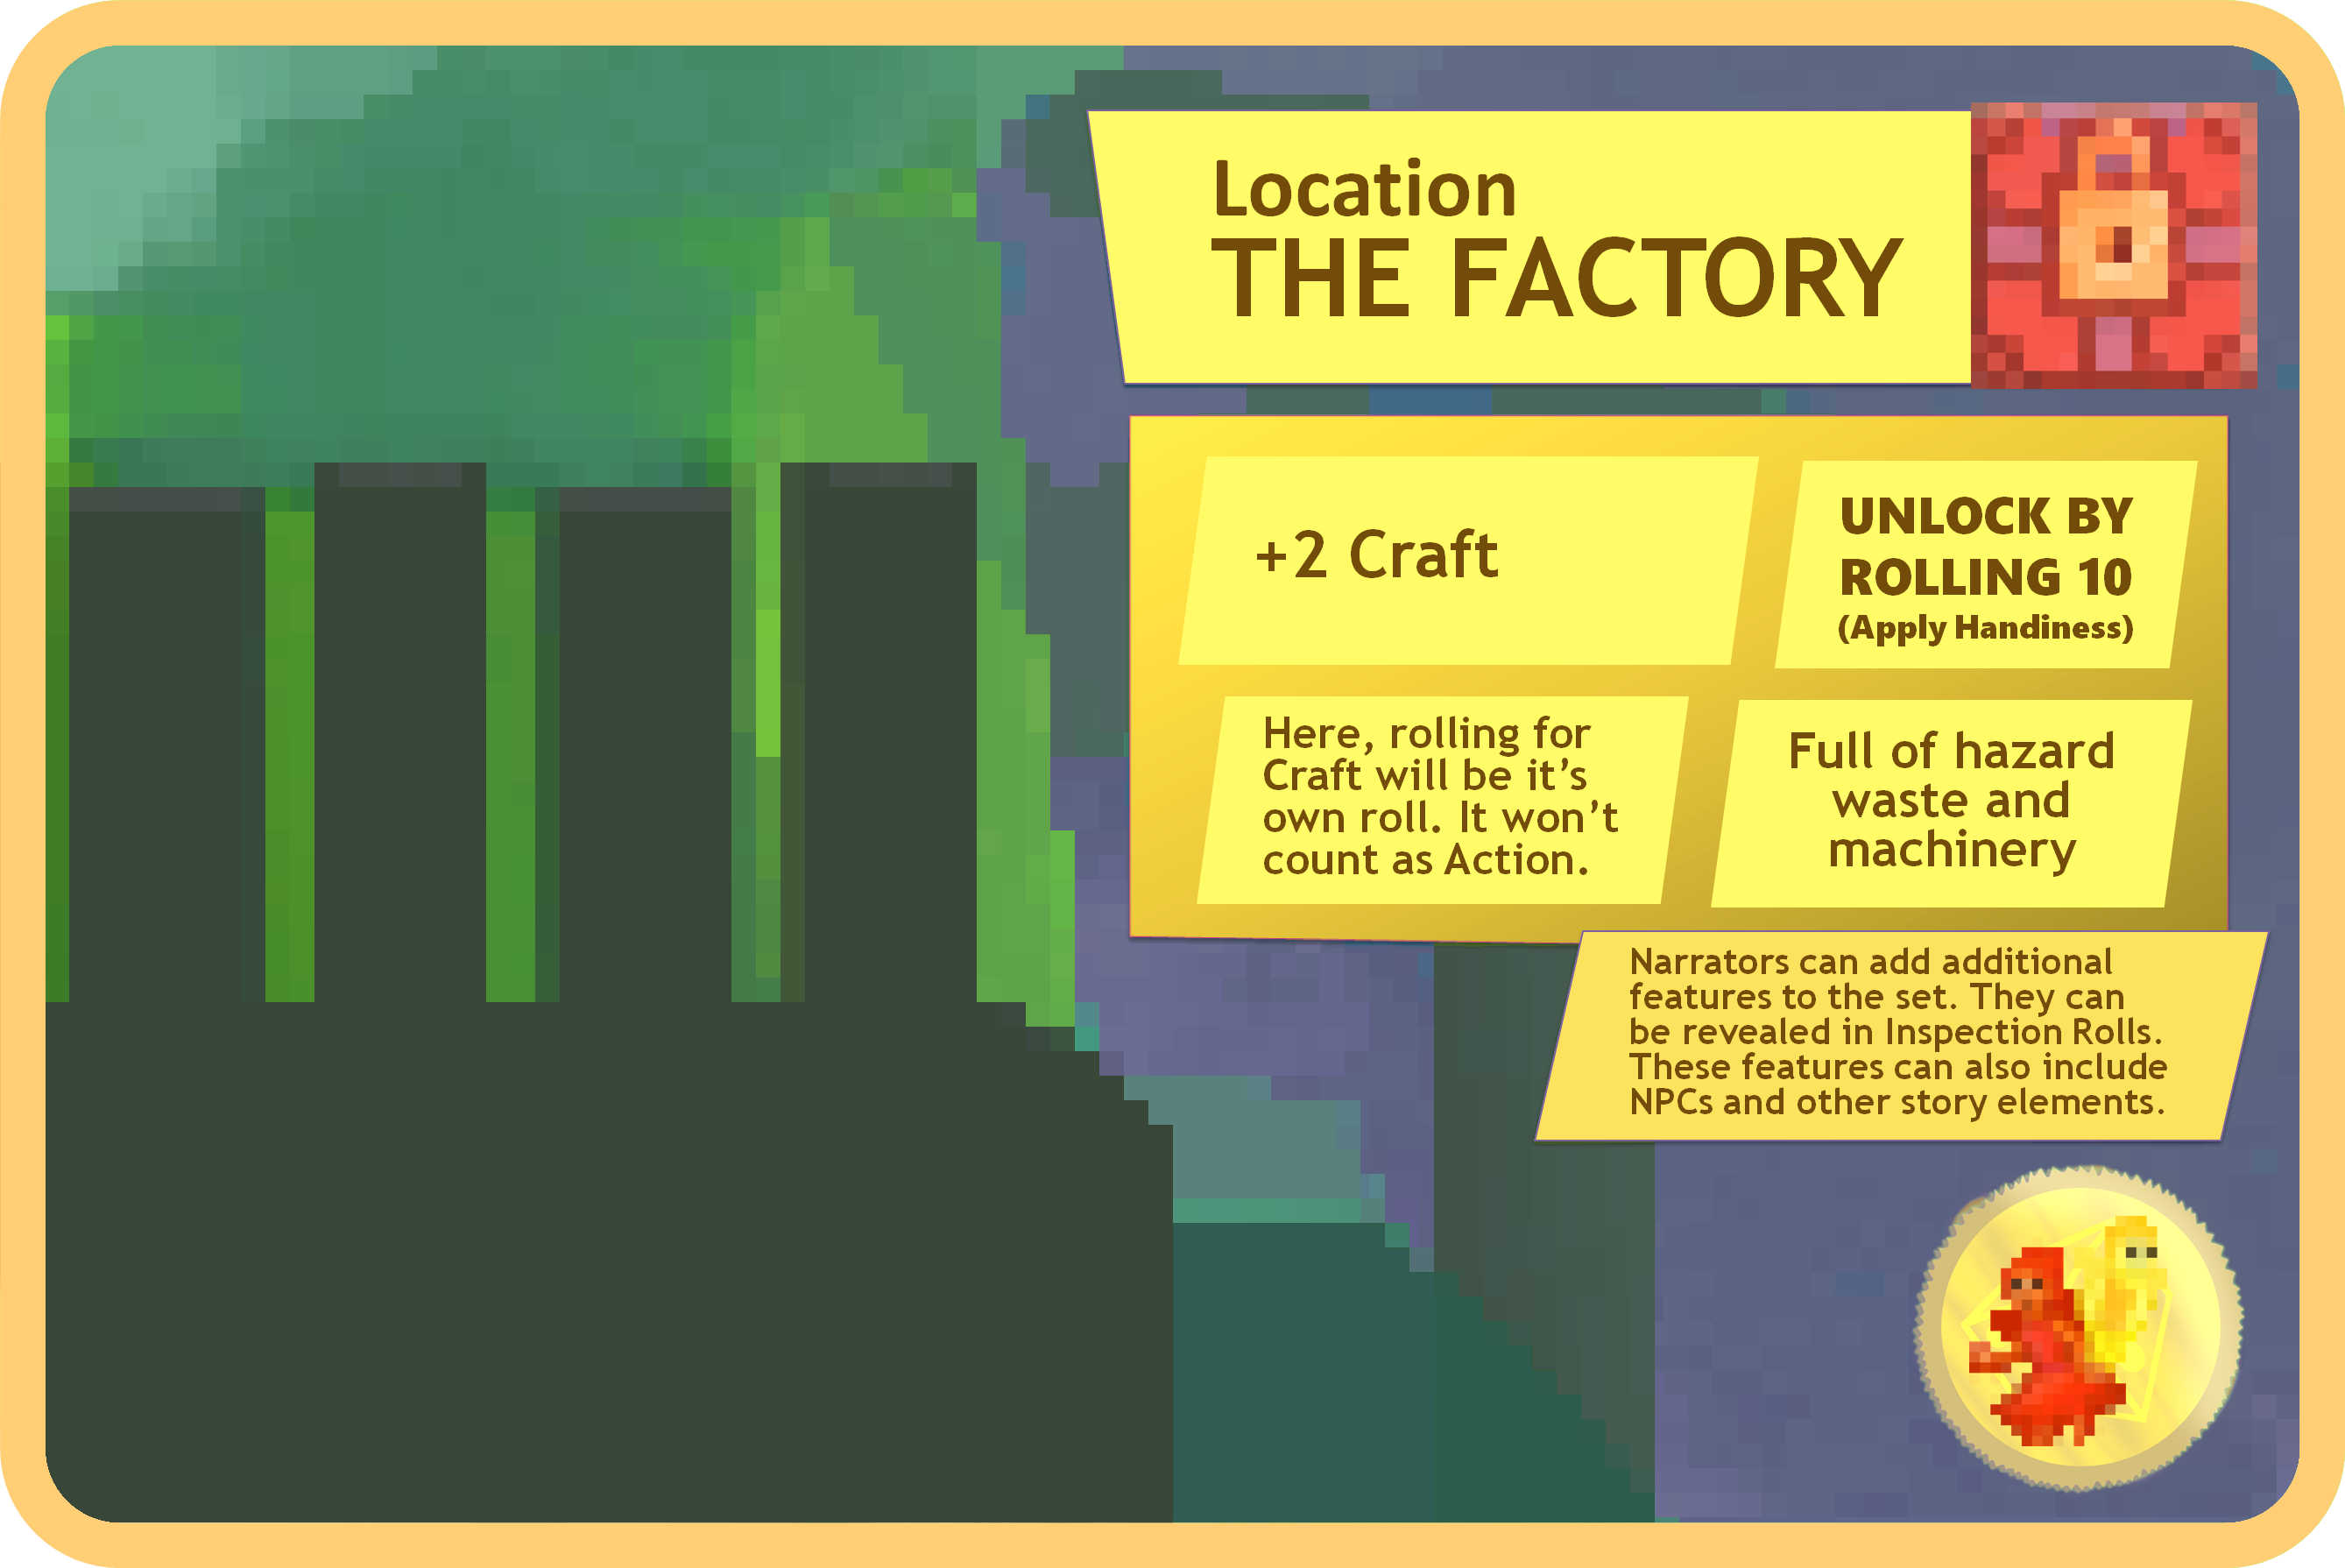 Location
THE FACTORY
+2 Craft
UNLOCK BY
ROLLING 10
(Apply Handiness)
Here, rolling for
Craft will be it’s
own roll. It won’t
count as Action.
Full of hazard
waste and
machinery
Narrators can add additional
features to the set. They can
be revealed in Inspection Rolls.
These features can also include
NPCs and other story elements.